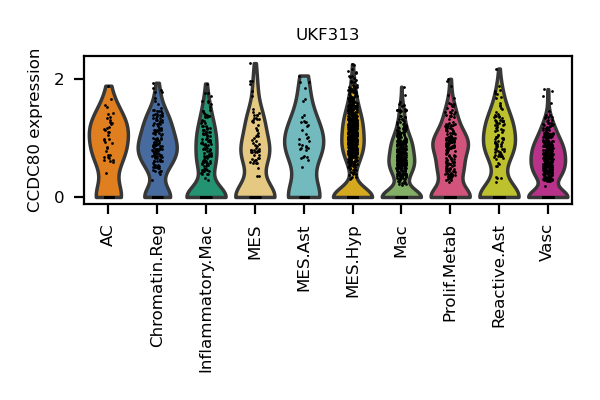 UKF313
CCDC80 expression
2
0
AC
Chromatin.Reg
Inflammatory.Mac
MES
MES.Ast
MES.Hyp
Mac
Prolif.Metab
Reactive.Ast
Vasc